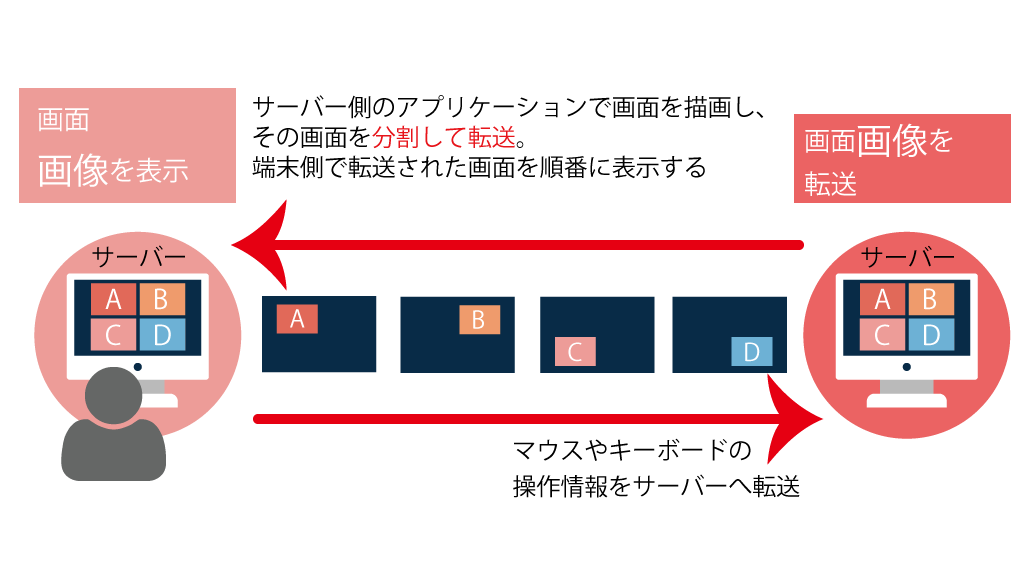 画面
画像を表示
サーバー側のアプリケーションで画面を描画し、
その画面を分割して転送。
端末側で転送された画面を順番に表示する
画面画像を
転送
サーバー
A B
C D
A
B
C
D
サーバー
A B
C D
マウスやキーボードの
操作情報をサーバーへ転送